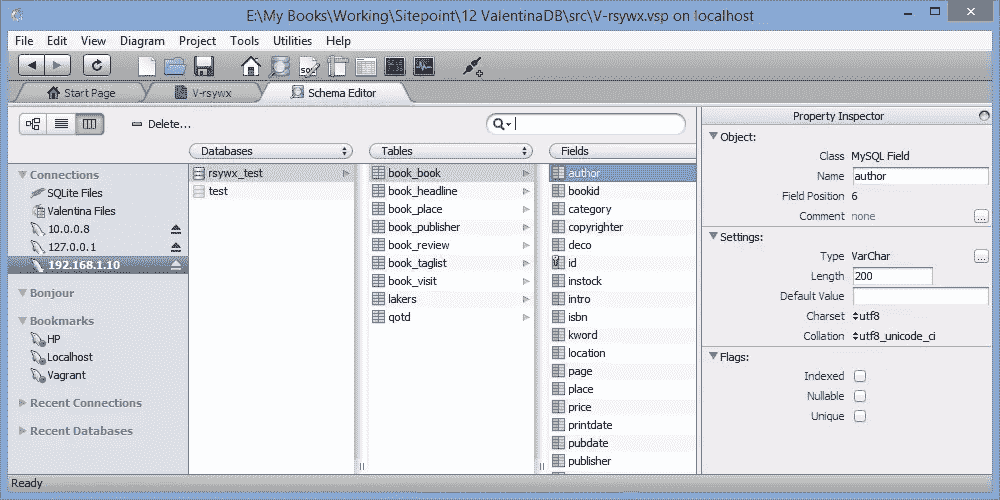 E:\My Books\Working\Sitepoint\12 ValentinaDB\src\V-rsywx.vsp on localhost
File Edit View Diagram Project Tools Utilities Help
Start Page V-rsywx Schema Editor
Delete...
Databases Tables Fields
Connections
SQLite Files
Valentina Files
10.0.0.8
127.0.0.1
192.168.1.10
Bonjour
Bookmarks
HP
Localhost
Vagrant
Recent Connections
Recent Databases
rsywx_test
test
book_book
book_headline
book_place
book_publisher
book_review
book_taglist
book_visit
lakers
qotd
author
bookid
category
copyrighter
deco
id
instock
intro
isbn
kword
location
page
place
price
printdate
pubdate
publisher
Property Inspector
Object:
Class MySQL Field
Name author
Field Position 6
Comment none ...
Settings:
Type VarChar ...
Length 200
Default Value
Charset utf8
Collation utf8_unicode_ci
Flags:
Indexed
Nullable
Unique
Ready